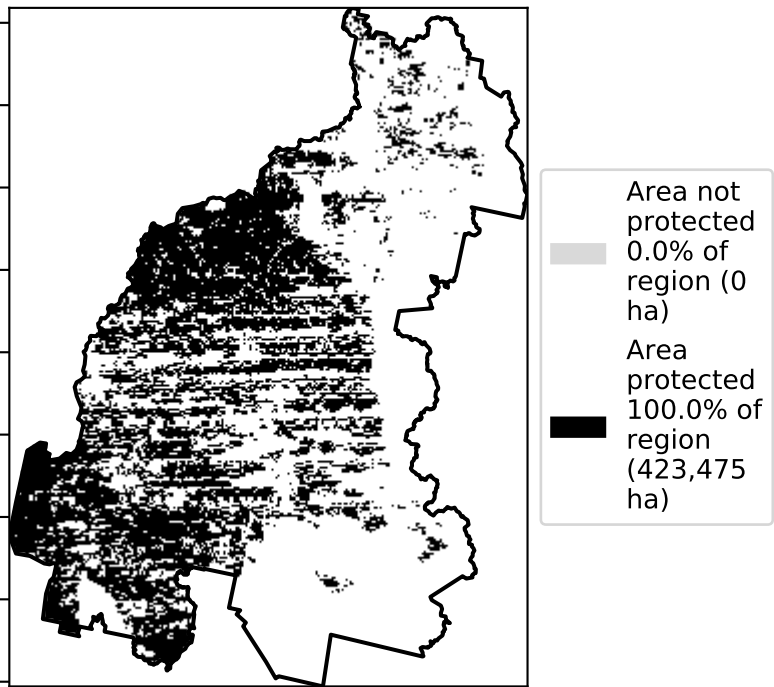 Area not
protected
0.0% of
region (0
ha)
Area
protected
100.0% of
region
(423,475
ha)